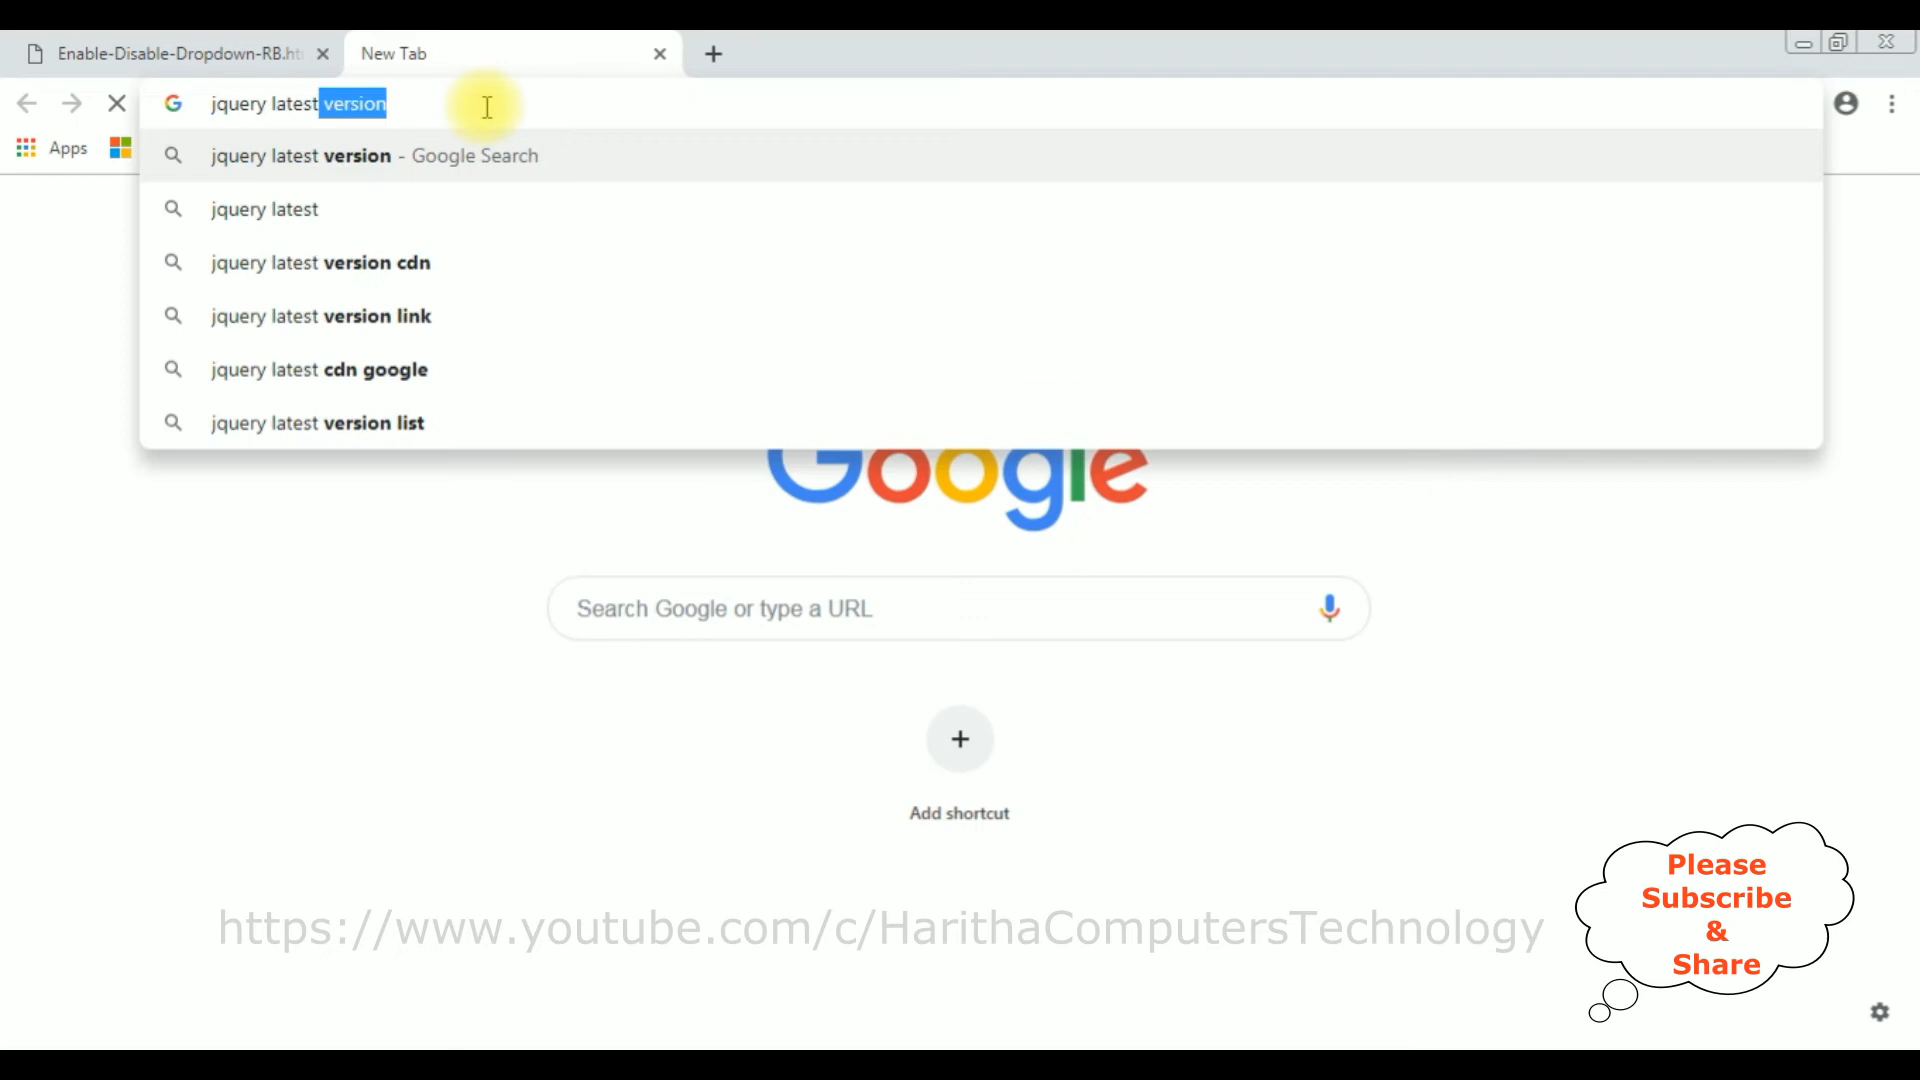 Enable-Disable-Dropdown-RB.ht
New Tab
jquery latest version
Apps
jquery latest version - Google Search
jquery latest
jquery latest version cdn
jquery latest version link
jquery latest cdn google
jquery latest version list
Google
Search Google or type a URL
Add shortcut
Please
Subscribe
&
Share
https://www.youtube.com/c/HarithaComputersTechnology